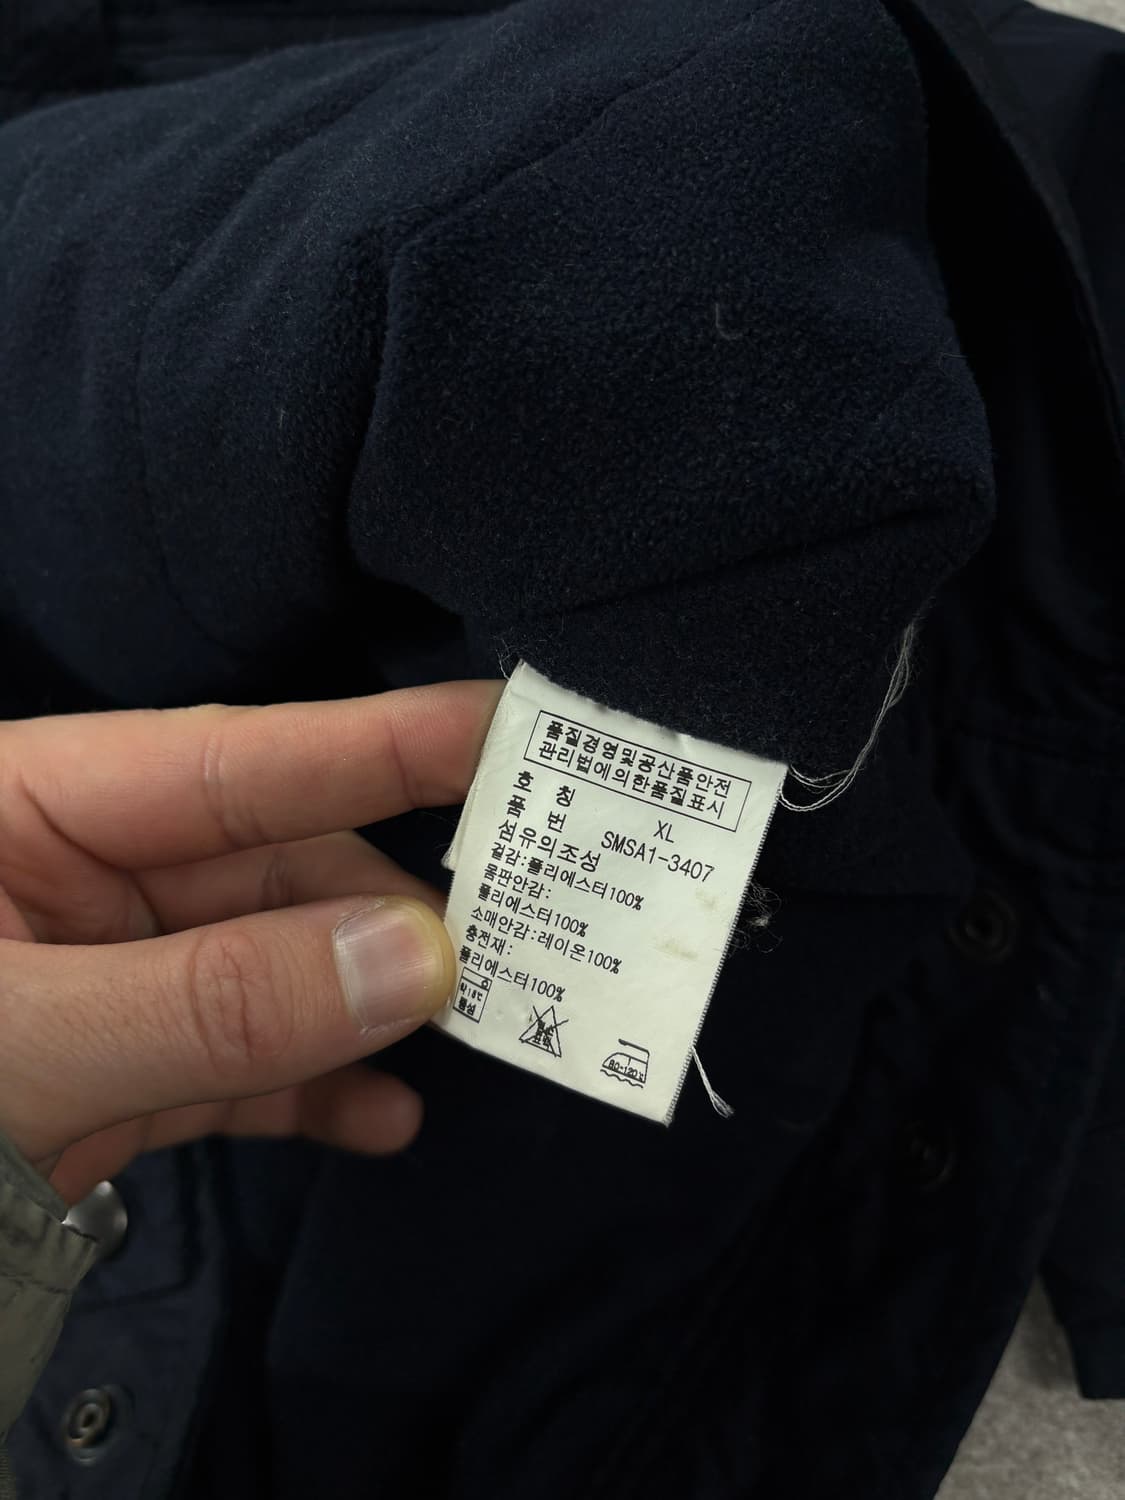 품질경영및공산품안전
관리법에의한품질표시
호 칭 XL
품 번 SMSA1-3407
섬유의조성
겉감:폴리에스터100%
몸판안감:
폴리에스터100%
소매안감:레이온100%
충전재:
폴리에스터100%
80-120℃